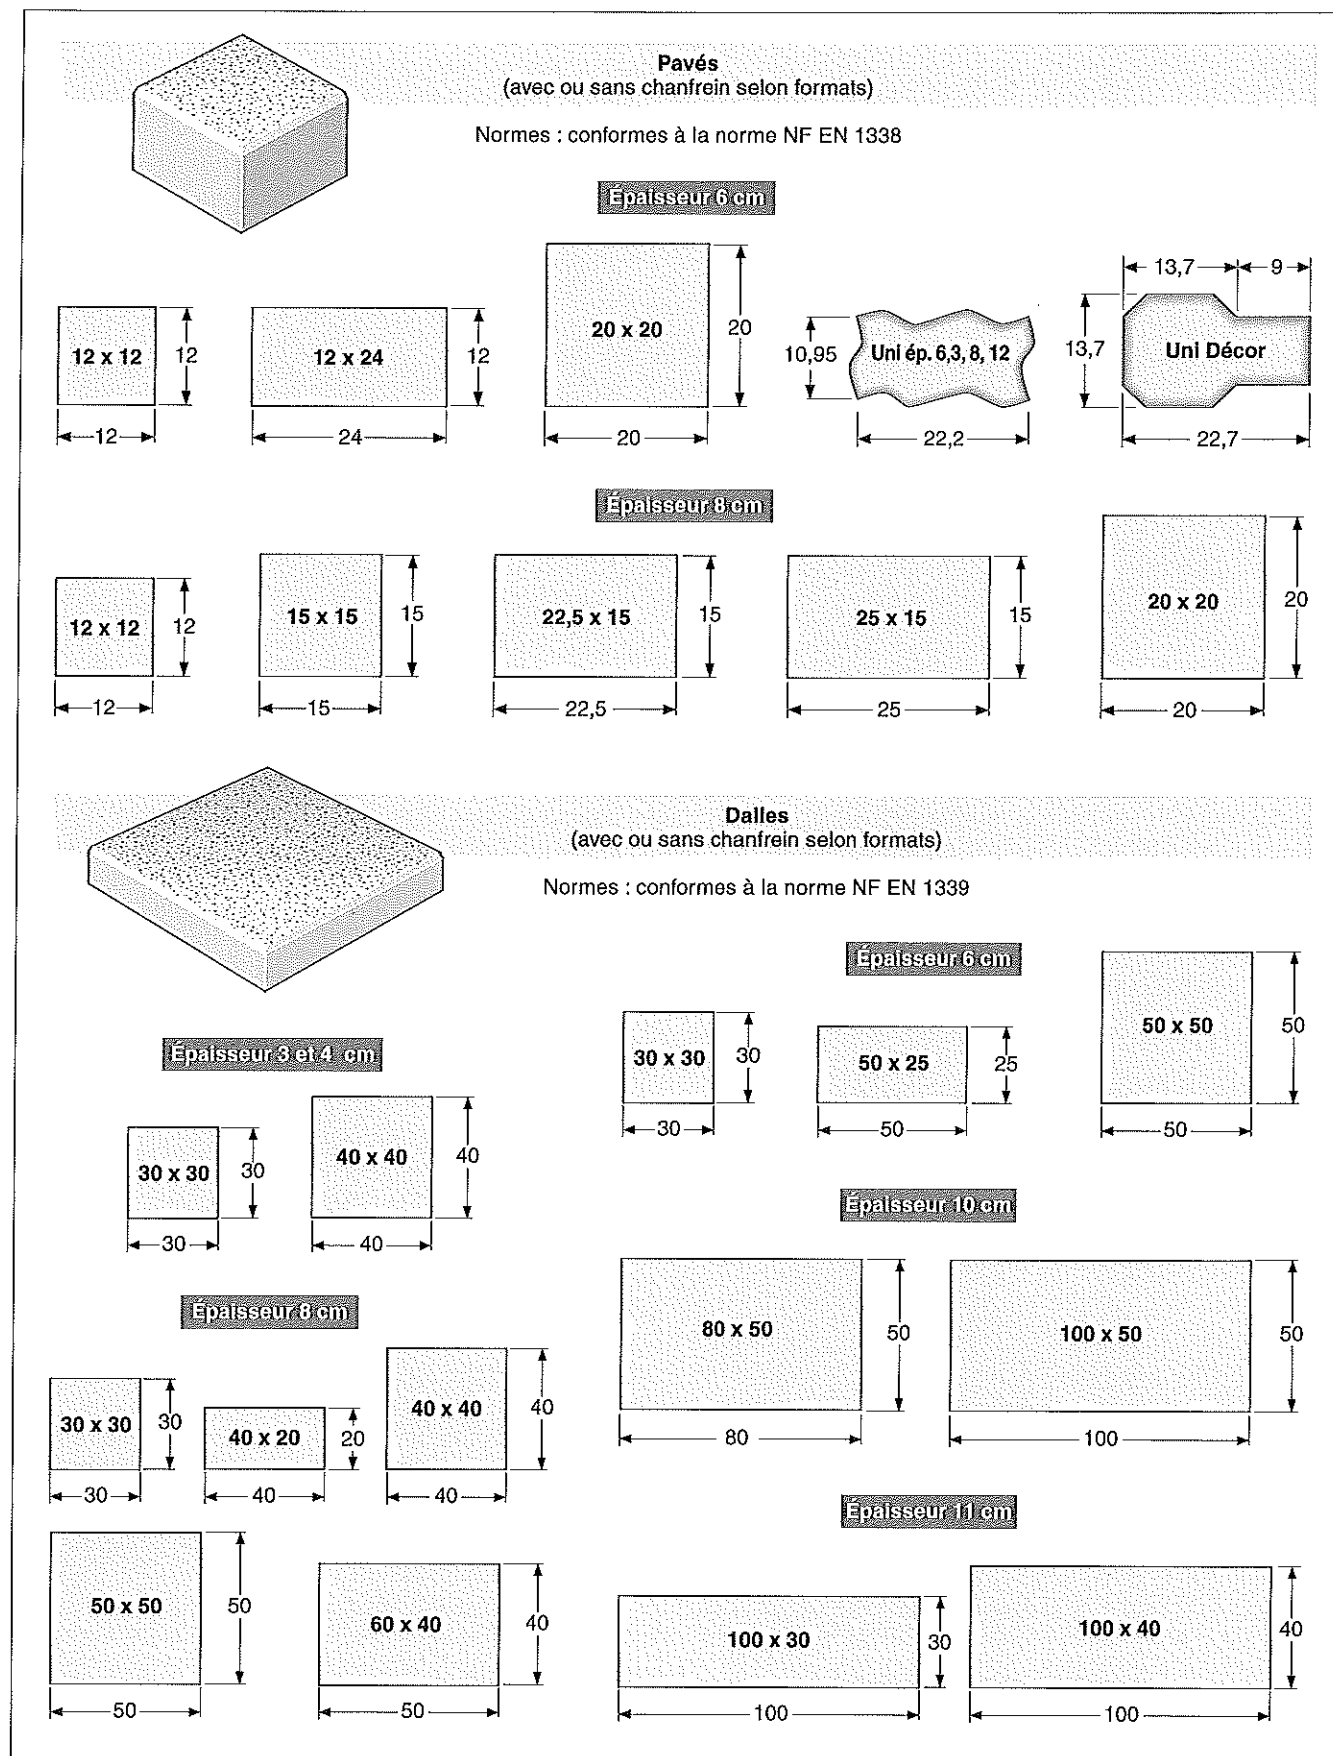 Pavés
(avec ou sans chanfrein selon formats)
Normes : conformes à la norme NF EN 1338
Épaisseur 6 cm
12 x 12
12
12
12 x 24
12
24
20 x 20
20
20
Uni ép. 6,3, 8, 12
10,95
22,2
13,7
9
Uni Décor
13,7
22,7
Épaisseur 8 cm
12 x 12
12
12
15 x 15
15
15
22,5 x 15
15
22,5
25 x 15
15
25
20 x 20
20
20
Dalles
(avec ou sans chanfrein selon formats)
Normes : conformes à la norme NF EN 1339
Épaisseur 3 et 4 cm
30 x 30
30
30
40 x 40
40
40
Épaisseur 8 cm
30 x 30
30
30
40 x 20
20
40
40 x 40
40
40
50 x 50
50
50
60 x 40
40
50
Épaisseur 6 cm
30 x 30
30
30
50 x 25
25
50
50 x 50
50
50
Épaisseur 10 cm
80 x 50
50
80
100 x 50
50
100
Épaisseur 11 cm
100 x 30
30
100
100 x 40
40
100